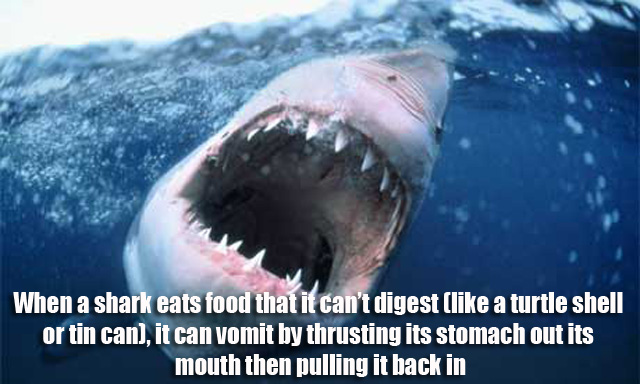 When a shark eats food that it can't digest (like a turtle shell
or tin can), it can vomit by thrusting its stomach out its
mouth then pulling it back in